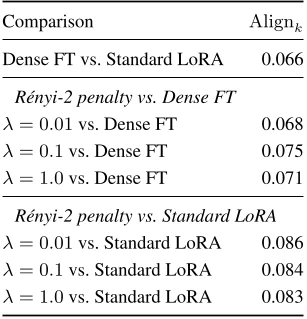 Comparison Alignₖ
Dense FT vs. Standard LoRA 0.066
Rényi-2 penalty vs. Dense FT
λ = 0.01 vs. Dense FT 0.068
λ = 0.1 vs. Dense FT 0.075
λ = 1.0 vs. Dense FT 0.071
Rényi-2 penalty vs. Standard LoRA
λ = 0.01 vs. Standard LoRA 0.086
λ = 0.1 vs. Standard LoRA 0.084
λ = 1.0 vs. Standard LoRA 0.083